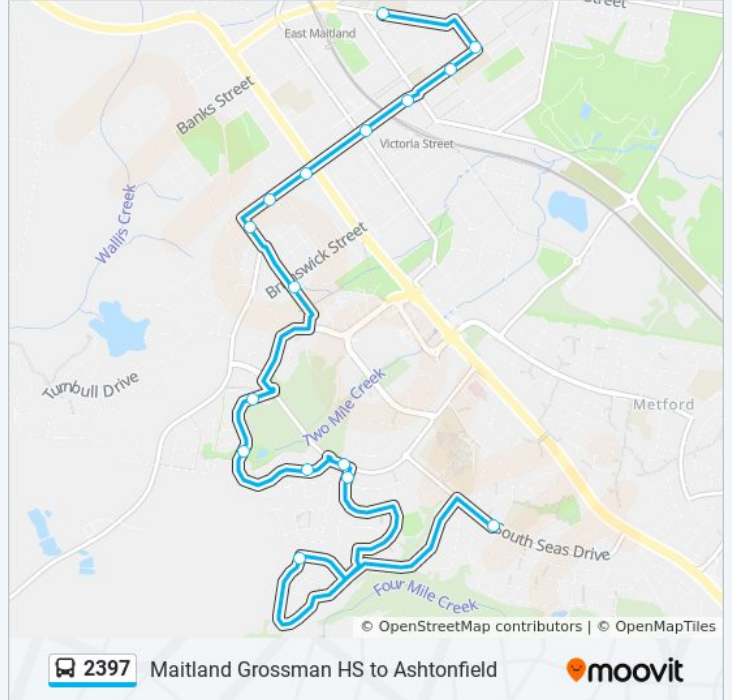 Street
East Maitland
Banks Street
Victoria Street
Wallis Creek
Brunswick Street
Turnbull Drive
Two Mile Creek
Metford
South Seas Drive
Four Mile Creek
© OpenStreetMap contributors | © OpenMapTiles
2397 Maitland Grossman HS to Ashtonfield moovit